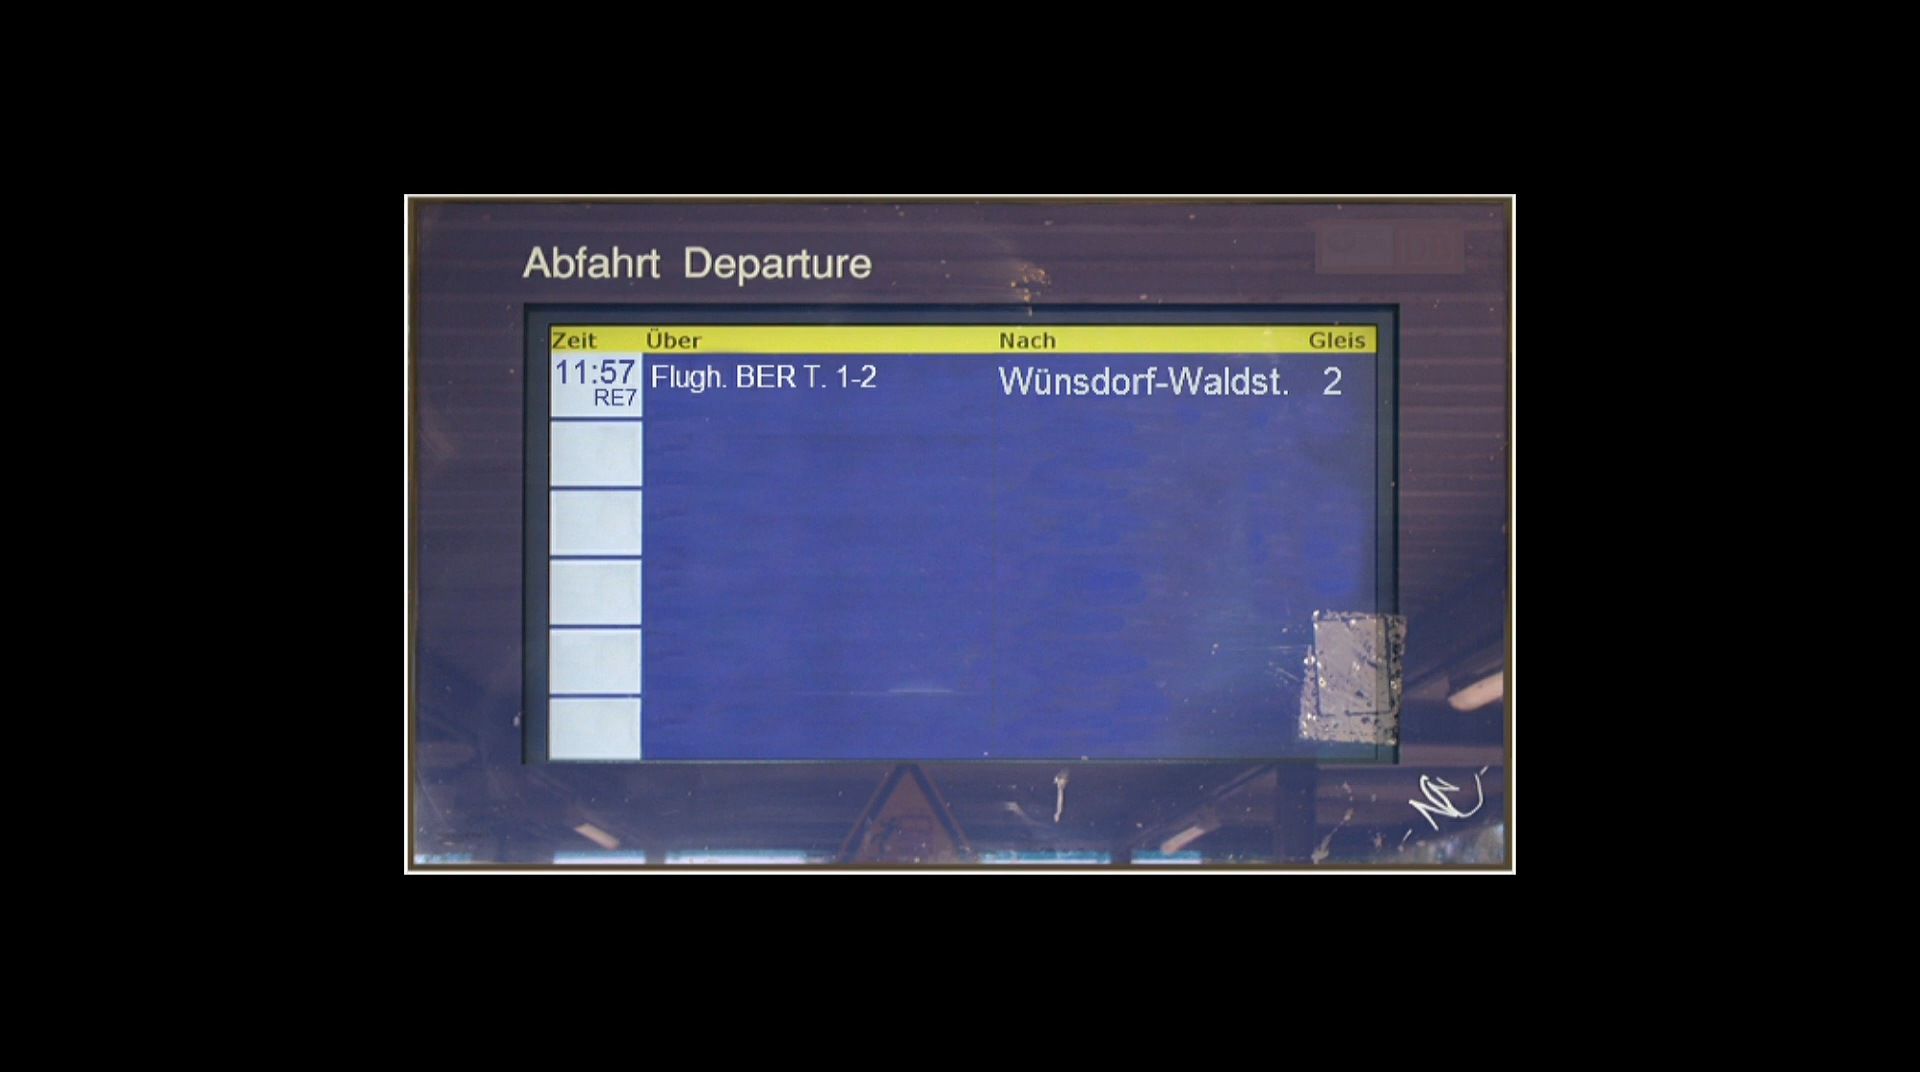 Abfahrt Departure
Zeit Über Nach Gleis
11:57 Flugh. BER T. 1-2 Wünsdorf-Waldst. 2
RE7